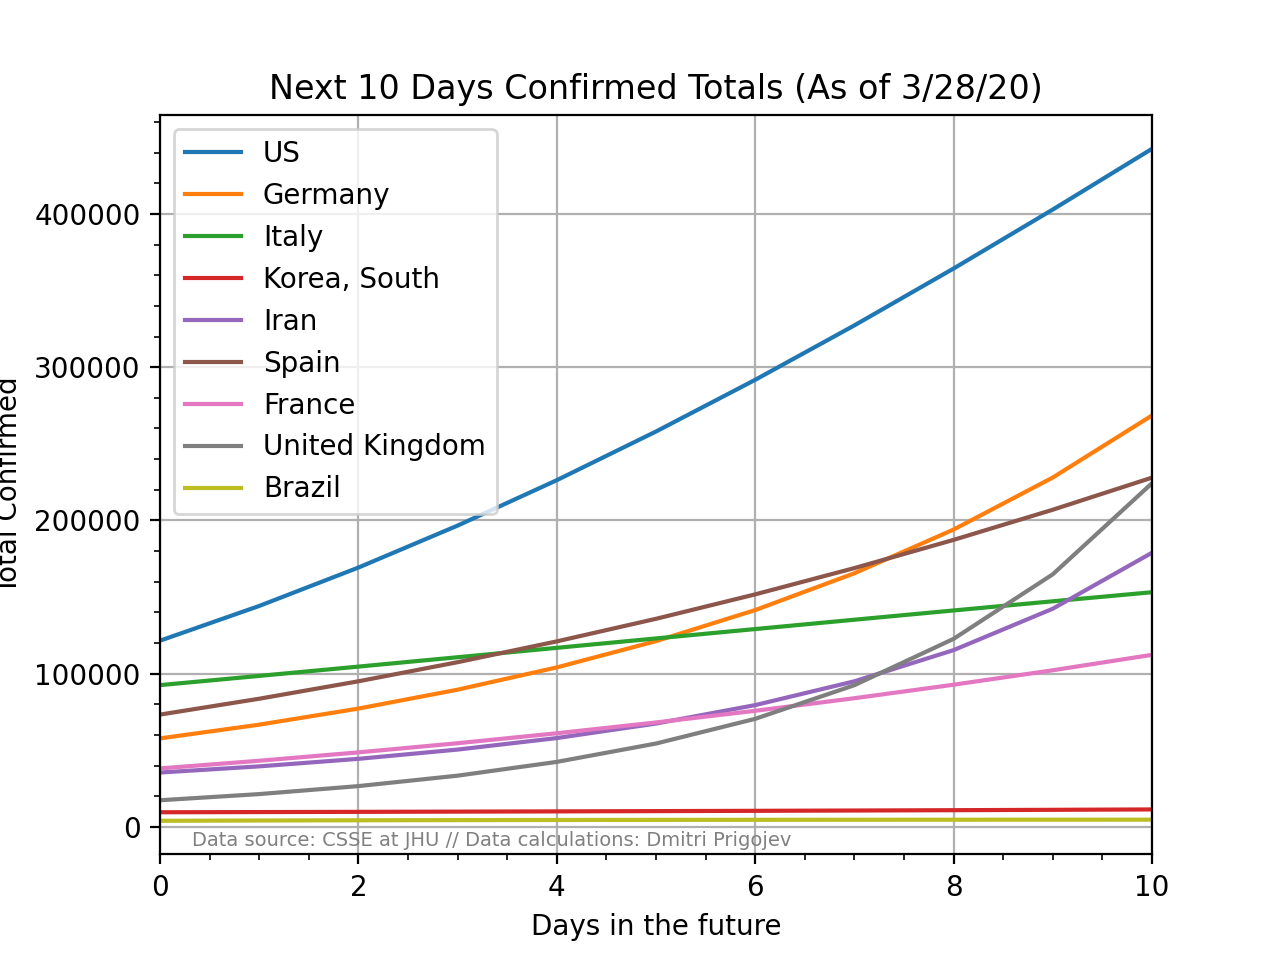 Next 10 Days Confirmed Totals (As of 3/28/20)
US
Germany
Italy
Korea, South
Iran
Spain
France
United Kingdom
Brazil
Total Confirmed
400000
300000
200000
100000
0
Data source: CSSE at JHU // Data calculations: Dmitri Prigojev
0 2 4 6 8 10
Days in the future